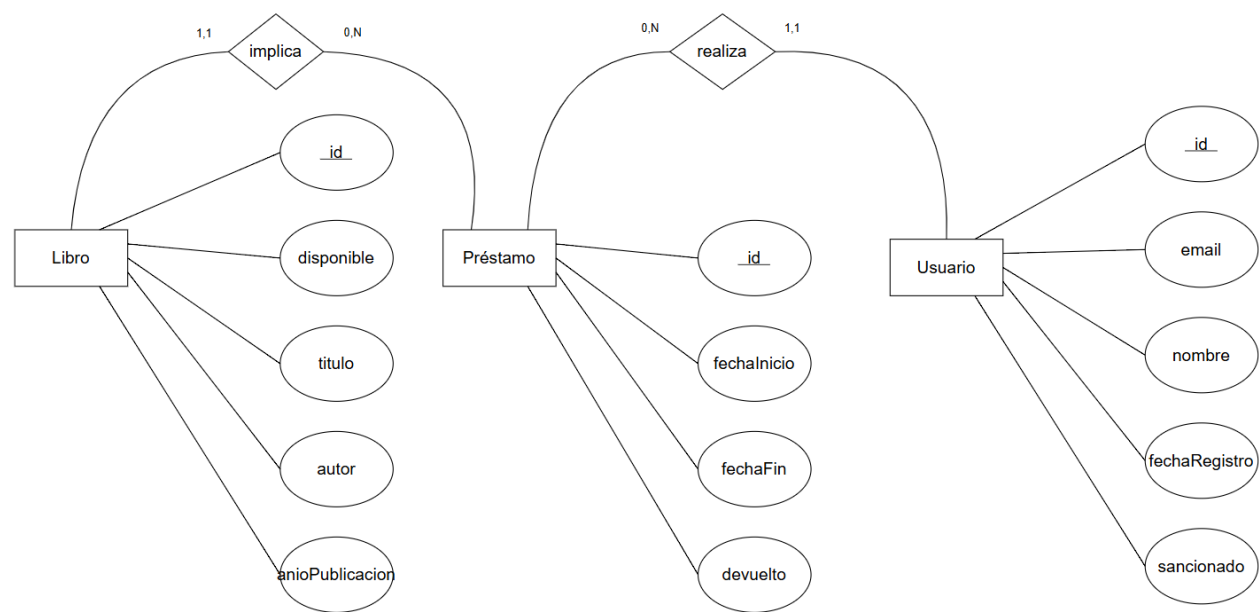 1,1
implica
0,N
0,N
realiza
1,1
Libro
id
disponible
titulo
autor
anioPublicacion
Préstamo
id
fechaInicio
fechaFin
devuelto
Usuario
id
email
nombre
fechaRegistro
sancionado